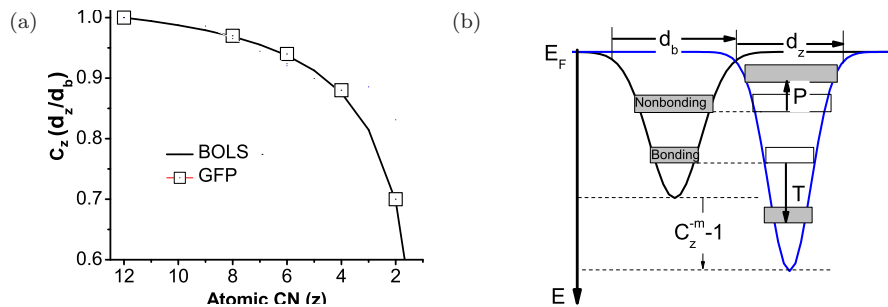 (a)
C_z (d_z/d_b)
1.0
0.9
0.8
0.7
0.6
BOLS
GFP
12
10
8
6
4
2
Atomic CN (z)
(b)
E_F
d_b
d_z
Nonbonding
P
Bonding
T
C_z^-m-1
E